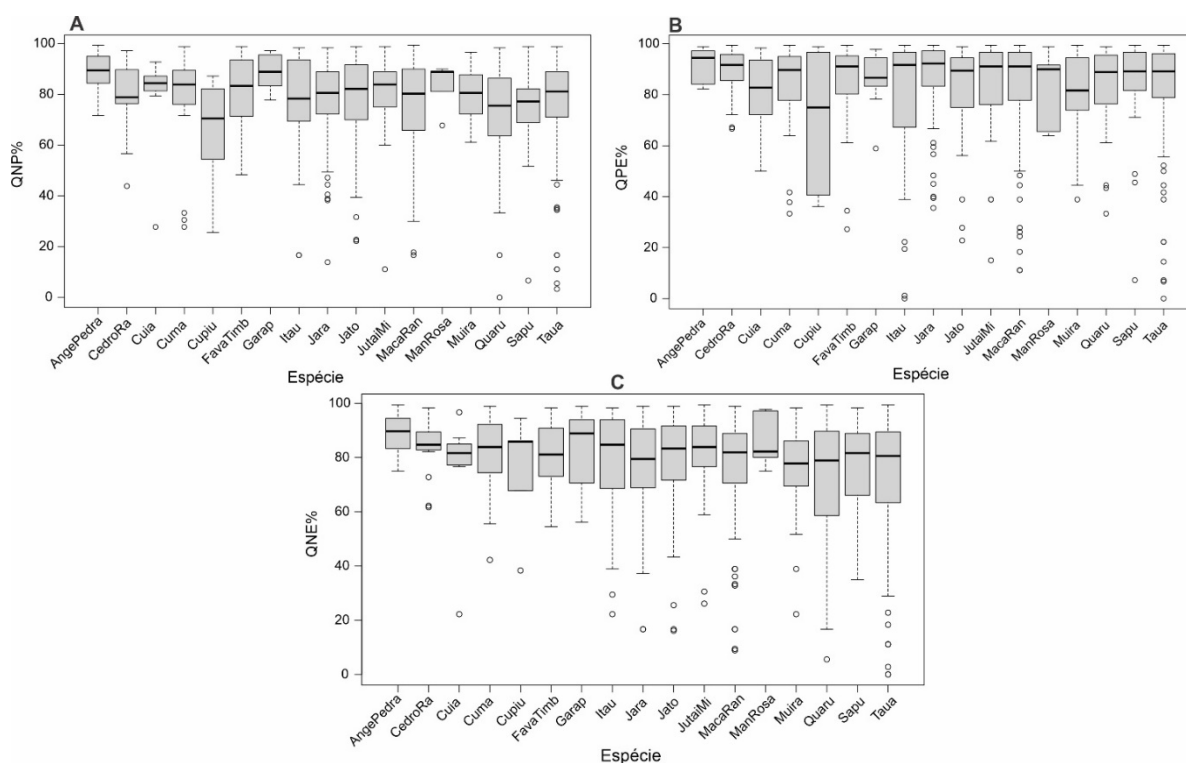 A
QNP%
100
80
60
40
20
0
AngePedra CedroRa Cuia Cuma CupiMu FavaTimb Garap Itau Jara Jato JutaiMi MacaRan ManRosa Muira Quaru Sapu Taua
Espécie
B
QPE%
100
80
60
40
20
0
AngePedra CedroRa Cuia Cuma Cupiu FavaTimb Garap Itau Jara Jato JutaiMi MacaRan ManRosa Muira Quaru Sapu Taua
Espécie
C
QNE%
100
80
60
40
20
0
AngePedra CedroRa Cuia Cuma Cupiu FavaTimb Garap Itau Jara Jato JutaiMi MacaRan ManRosa Muira Quaru Sapu Taua
Espécie